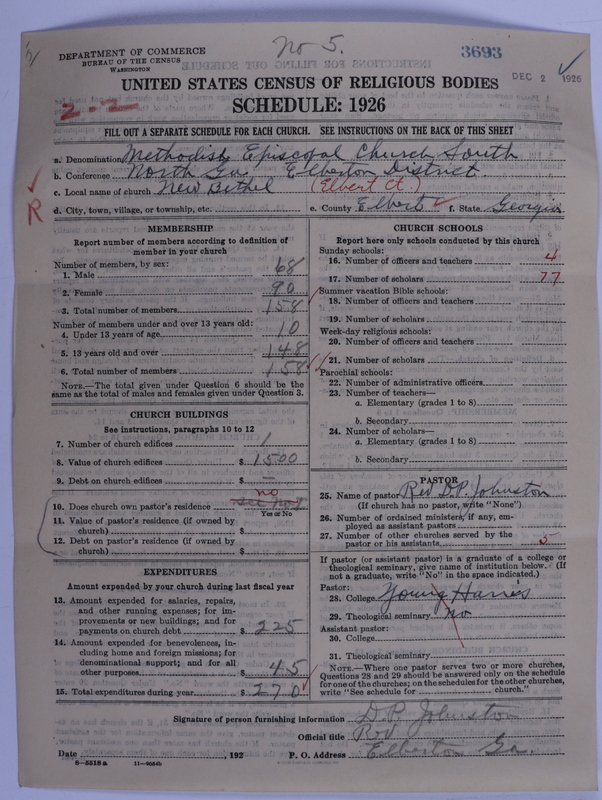 No 5.
3693
DEPARTMENT OF COMMERCE
BUREAU OF THE CENSUS
WASHINGTON
DEC 2 1926
UNITED STATES CENSUS OF RELIGIOUS BODIES
SCHEDULE: 1926
2-2
FILL OUT A SEPARATE SCHEDULE FOR EACH CHURCH. SEE INSTRUCTIONS ON THE BACK OF THIS SHEET
a. Denomination Methodist Episcopal Church South
b. Conference North Ga. Elberton District
c. Local name of church New Bethel (Elbert Ct.)
R
d. City, town, village, or township, etc.
e. County Elbert f. State Georgia
MEMBERSHIP
Report number of members according to definition of
member in your church
Number of members, by sex:
1. Male 68
2. Female 90
3. Total number of members 158
Number of members under and over 13 years old:
4. Under 13 years of age 10
5. 13 years old and over 148
6. Total number of members 158
NOTE.—The total given under Question 6 should be the
same as the total of males and females given under Question 3.
CHURCH BUILDINGS
See instructions, paragraphs 10 to 12
7. Number of church edifices 1
8. Value of church edifices $ 1500
9. Debt on church edifices $ —
10. Does church own pastor's residence no
Yes or No
11. Value of pastor's residence (if owned by
church) $
12. Debt on pastor's residence (if owned by
church) $
EXPENDITURES
Amount expended by your church during last fiscal year
13. Amount expended for salaries, repairs,
and other running expenses; for im-
provements or new buildings; and for
payments on church debt $ 225
14. Amount expended for benevolences, in-
cluding home and foreign missions; for
denominational support; and for all
other purposes $ 45
15. Total expenditures during year $ 270
CHURCH SCHOOLS
Report here only schools conducted by this church
Sunday schools:
16. Number of officers and teachers 4
17. Number of scholars 77
Summer vacation Bible schools:
18. Number of officers and teachers
19. Number of scholars
Week-day religious schools:
20. Number of officers and teachers
21. Number of scholars
Parochial schools:
22. Number of administrative officers
23. Number of teachers—
a. Elementary (grades 1 to 8)
b. Secondary
24. Number of scholars—
a. Elementary (grades 1 to 8)
b. Secondary
PASTOR
25. Name of pastor Rev D.P. Johnston
(If church has no pastor, write "None")
26. Number of ordained ministers, if any, em-
ployed as assistant pastors
27. Number of other churches served by the
pastor or his assistants 5
If pastor (or assistant pastor) is a graduate of a college or
theological seminary, give name of institution below. (If
not a graduate, write "No" in the space indicated.)
Pastor:
28. College Young Harris
29. Theological seminary no
Assistant pastor:
30. College
31. Theological seminary
NOTE.—Where one pastor serves two or more churches,
Questions 28 and 29 should be answered only on the schedule
for one of the churches; on the schedules for the other churches,
write "See schedule for church."
Signature of person furnishing information D.P. Johnston
Official title Rev
Date , 192 P. O. Address Elberton Ga.
8-5518a 11-9064b